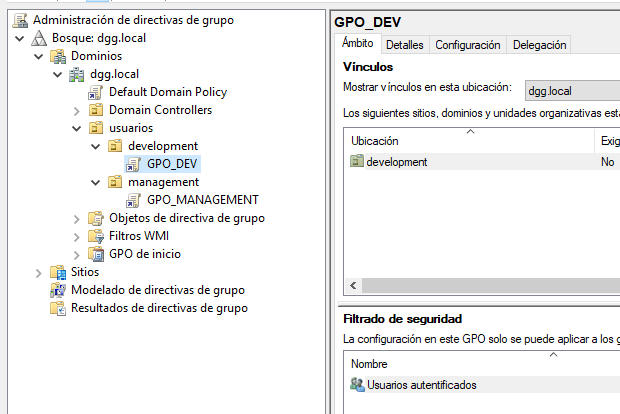 Administración de directivas de grupo
Bosque: dgg.local
Dominios
dgg.local
Default Domain Policy
Domain Controllers
usuarios
development
GPO_DEV
management
GPO_MANAGEMENT
Objetos de directiva de grupo
Filtros WMI
GPO de inicio
Sitios
Modelado de directivas de grupo
Resultados de directivas de grupo
GPO_DEV
Ámbito Detalles Configuración Delegación
Vínculos
Mostrar vínculos en esta ubicación: dgg.local
Los siguientes sitios, dominios y unidades organizativas está
Ubicación Exig
development No
Filtrado de seguridad
La configuración en este GPO solo se puede aplicar a los g
Nombre
Usuarios autentificados